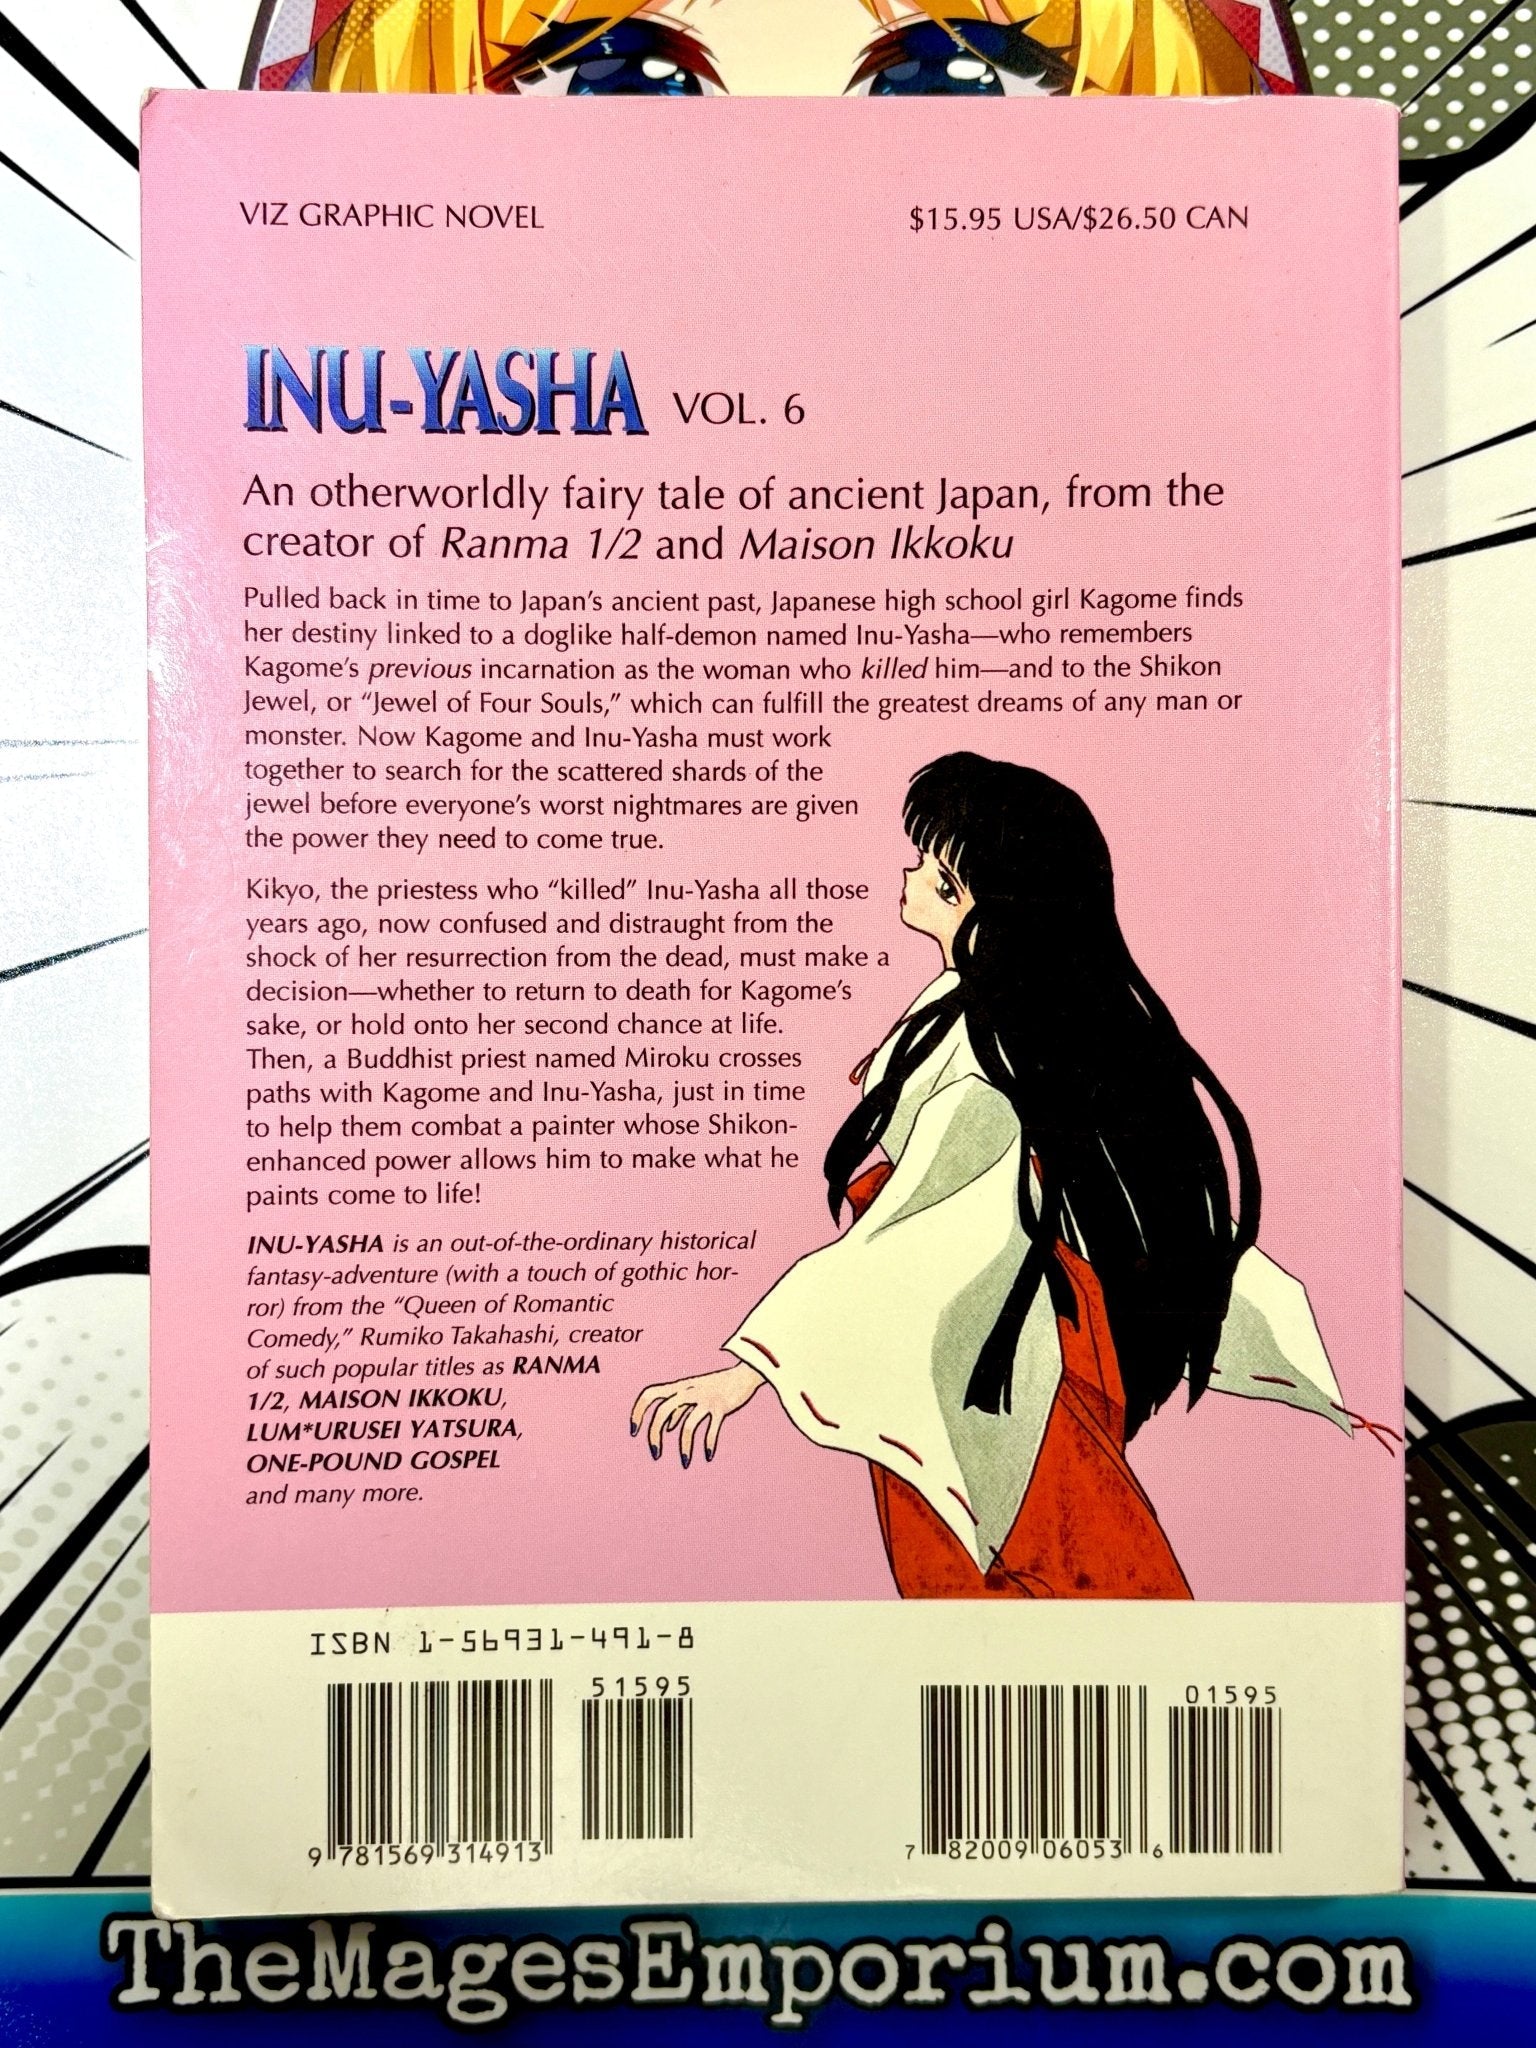 VIZ GRAPHIC NOVEL
$15.95 USA/$26.50 CAN
INU-YASHA VOL. 6
An otherworldly fairy tale of ancient Japan, from the
creator of Ranma 1/2 and Maison Ikkoku
Pulled back in time to Japan's ancient past, Japanese high school girl Kagome finds
her destiny linked to a doglike half-demon named Inu-Yasha—who remembers
Kagome's previous incarnation as the woman who killed him—and to the Shikon
Jewel, or "Jewel of Four Souls," which can fulfill the greatest dreams of any man or
monster. Now Kagome and Inu-Yasha must work
together to search for the scattered shards of the
jewel before everyone's worst nightmares are given
the power they need to come true.
Kikyo, the priestess who "killed" Inu-Yasha all those
years ago, now confused and distraught from the
shock of her resurrection from the dead, must make a
decision—whether to return to death for Kagome's
sake, or hold onto her second chance at life.
Then, a Buddhist priest named Miroku crosses
paths with Kagome and Inu-Yasha, just in time
to help them combat a painter whose Shikon-
enhanced power allows him to make what he
paints come to life!
INU-YASHA is an out-of-the-ordinary historical
fantasy-adventure (with a touch of gothic hor-
ror) from the "Queen of Romantic
Comedy," Rumiko Takahashi, creator
of such popular titles as RANMA
1/2, MAISON IKKOKU,
LUM*URUSEI YATSURA,
ONE-POUND GOSPEL
and many more.
ISBN 1-56931-491-8
51595
9 781569 314913
01595
7 82009 06053 6
TheMagesEmporium.com